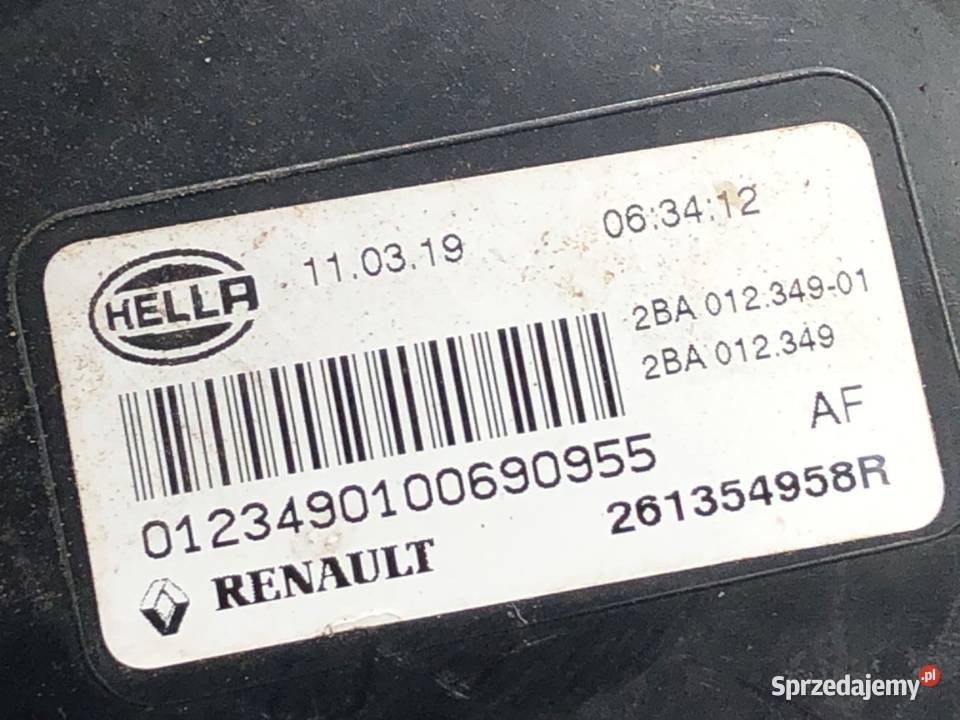 HELLA 11.03.19 06:34:12
2BA 012.349-01
2BA 012.349
AF
0123490100690955
261354958R
RENAULT
Sprzedajemy.pl